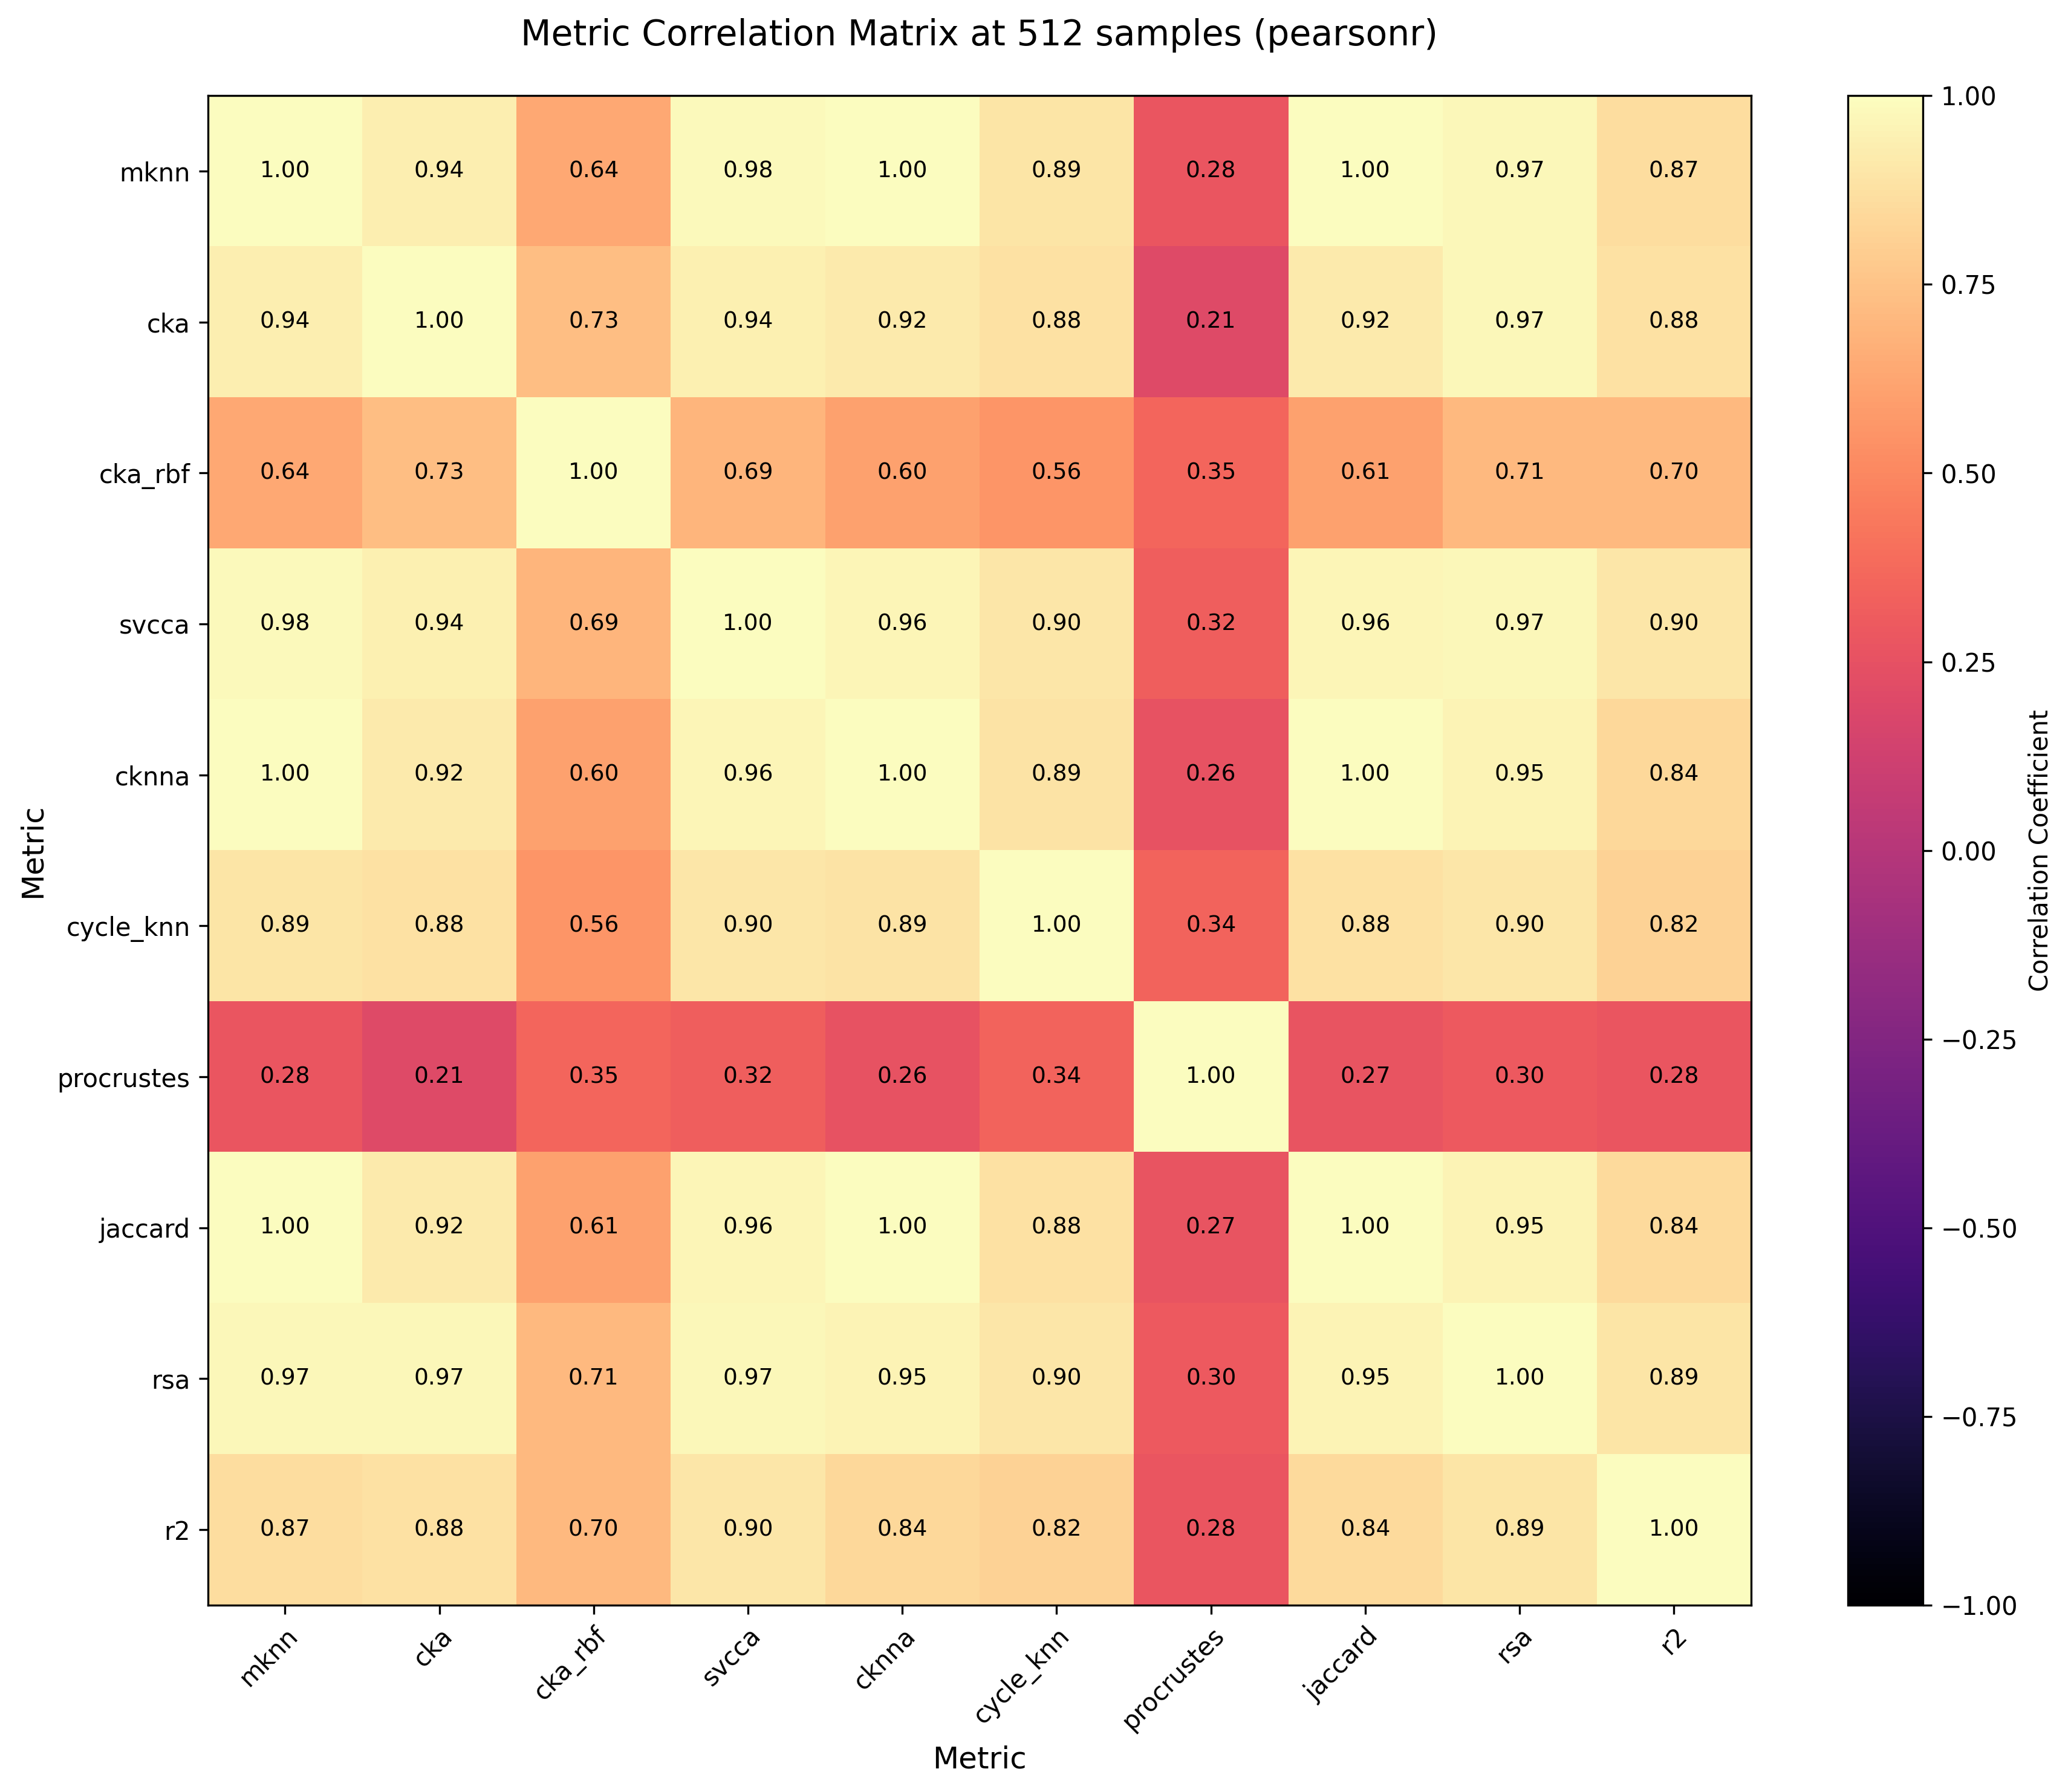 Metric Correlation Matrix at 512 samples (pearsonr)
Metric
mknn 1.00 0.94 0.64 0.98 1.00 0.89 0.28 1.00 0.97 0.87
cka 0.94 1.00 0.73 0.94 0.92 0.88 0.21 0.92 0.97 0.88
cka_rbf 0.64 0.73 1.00 0.69 0.60 0.56 0.35 0.61 0.71 0.70
svcca 0.98 0.94 0.69 1.00 0.96 0.90 0.32 0.96 0.97 0.90
cknna 1.00 0.92 0.60 0.96 1.00 0.89 0.26 1.00 0.95 0.84
cycle_knn 0.89 0.88 0.56 0.90 0.89 1.00 0.34 0.88 0.90 0.82
procrustes 0.28 0.21 0.35 0.32 0.26 0.34 1.00 0.27 0.30 0.28
jaccard 1.00 0.92 0.61 0.96 1.00 0.88 0.27 1.00 0.95 0.84
rsa 0.97 0.97 0.71 0.97 0.95 0.90 0.30 0.95 1.00 0.89
r2 0.87 0.88 0.70 0.90 0.84 0.82 0.28 0.84 0.89 1.00
mknn cka cka_rbf svcca cknna cycle_knn procrustes jaccard rsa r2
Metric
1.00
0.75
0.50
0.25
0.00
−0.25
−0.50
−0.75
−1.00
Correlation Coefficient